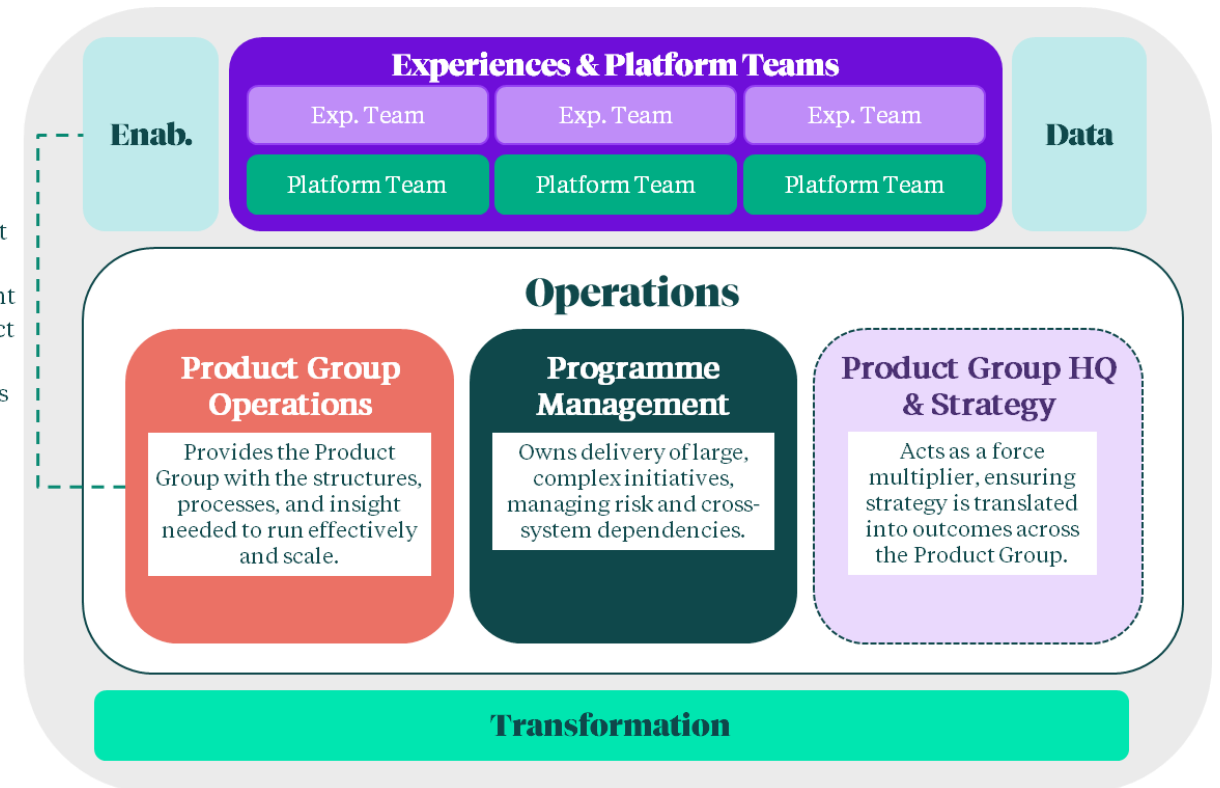 Experiences & Platform Teams
Enab.
Exp. Team
Exp. Team
Exp. Team
Data
Platform Team
Platform Team
Platform Team
Operations
Product Group
Operations
Provides the Product
Group with the structures,
processes, and insight
needed to run effectively
and scale.
Programme
Management
Owns delivery of large,
complex initiatives,
managing risk and cross-
system dependencies.
Product Group HQ
& Strategy
Acts as a force
multiplier, ensuring
strategy is translated
into outcomes across
the Product Group.
Transformation